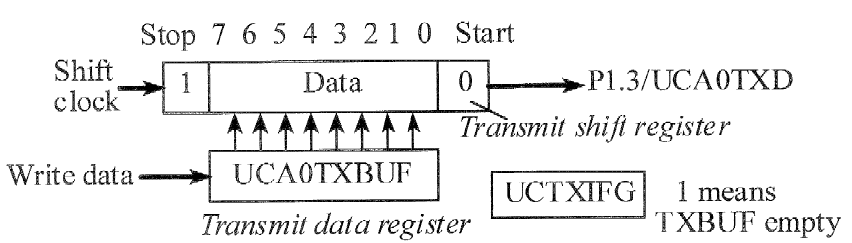 Stop 7 6 5 4 3 2 1 0 Start
Shift
clock
1 Data 0
P1.3/UCA0TXD
Transmit shift register
Write data
UCA0TXBUF
UCTXIFG
1 means
TXBUF empty
Transmit data register